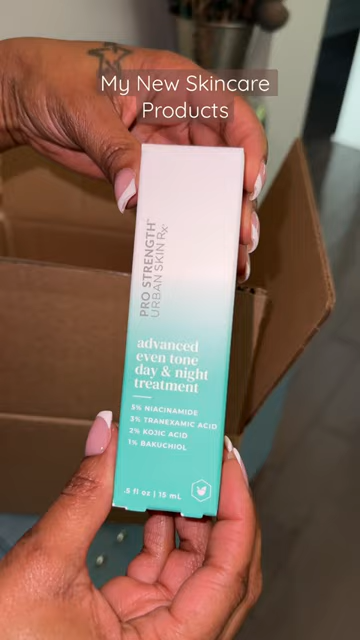 My New Skincare
Products
PRO STRENGTH™
URBAN SKIN Rx®
advanced
even tone
day & night
treatment
3% NIACINAMIDE
3% TRANEXAMIC ACID
2% KOJIC ACID
1% BAKUCHIOL
.5 fl oz | 15 mL